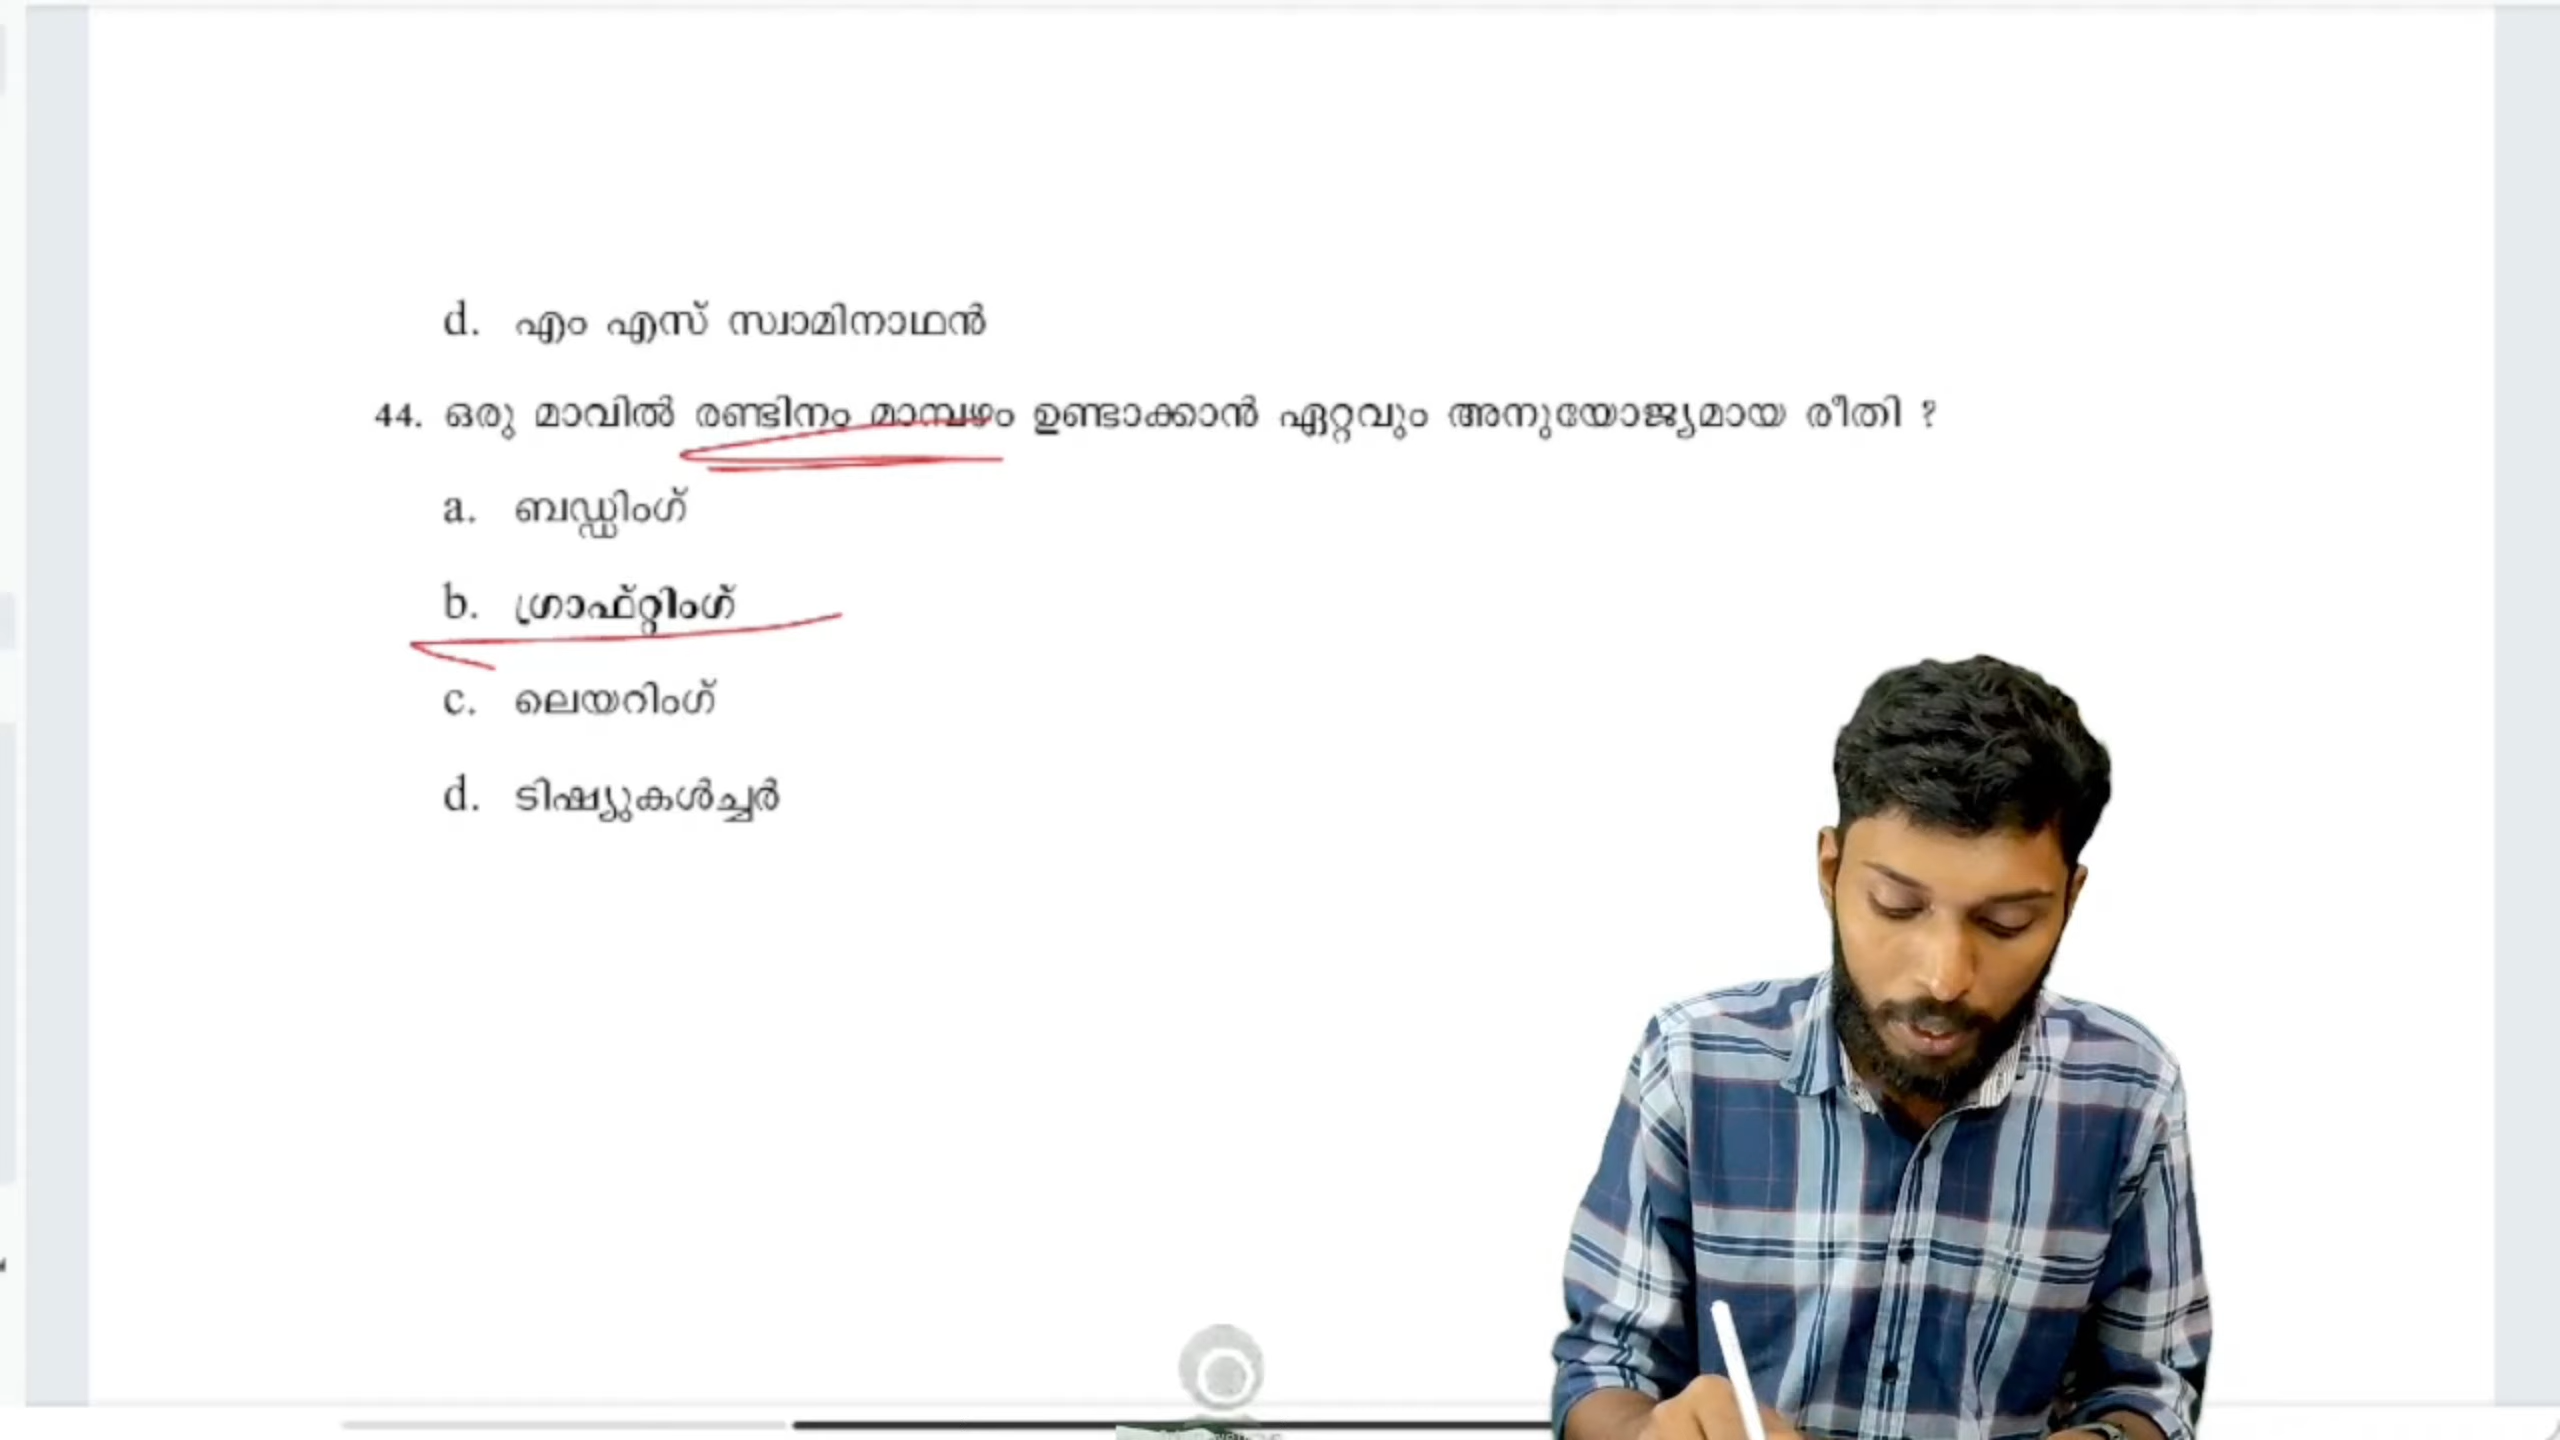 d. എം എസ് സ്വാമിനാഥൻ
44. ഒരു മാവിൽ രണ്ടിനം മാമ്പഴം ഉണ്ടാക്കാൻ ഏറ്റവും അനുയോജ്യമായ രീതി ?
a. ബഡ്ഡിംഗ്
b. ഗ്രാഫ്റ്റിംഗ്
c. ലെയറിംഗ്
d. ടിഷ്യുകൾച്ചർ